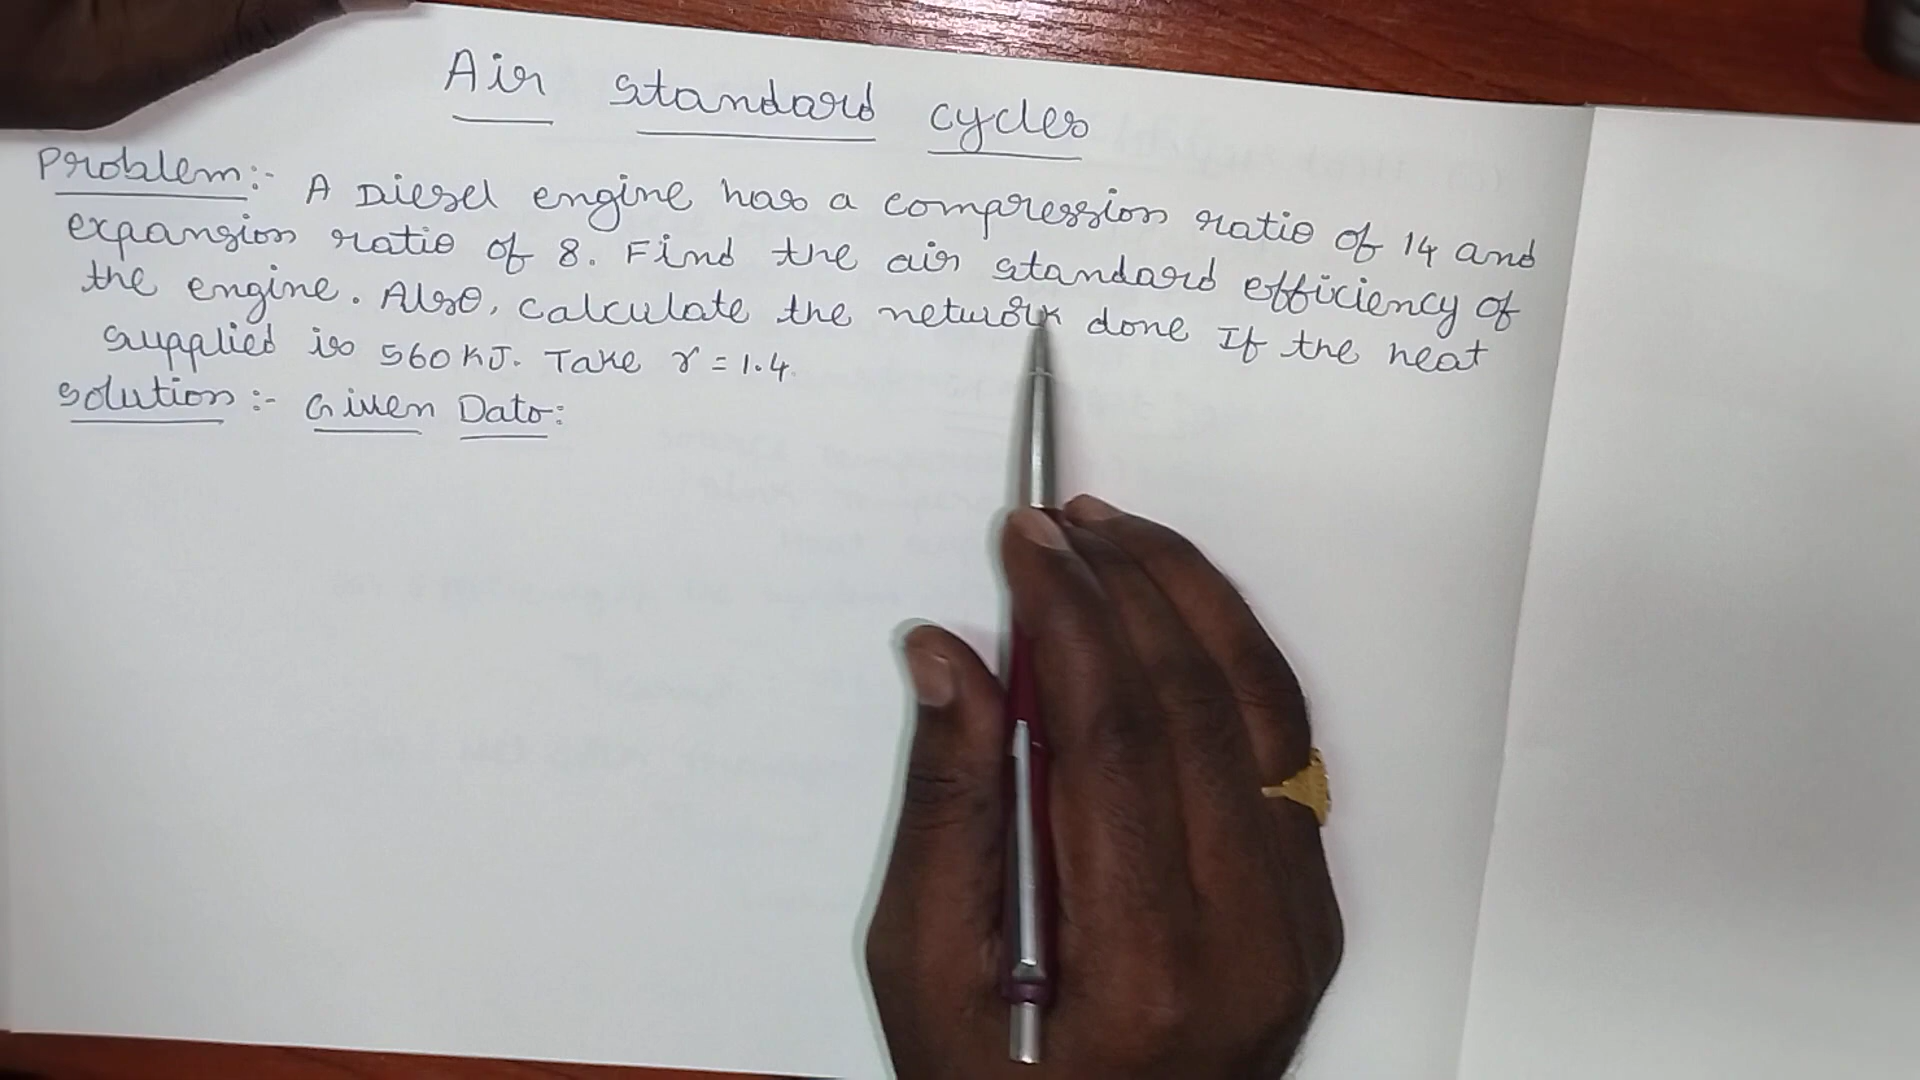 Air standard cycles
Problem:- A Diesel engine has a compression ratio of 14 and
expansion ratio of 8. Find the air standard efficiency of
the engine. Also, calculate the network done If the heat
supplied is 560 KJ. Take γ = 1.4.
Solution:- Given Data: